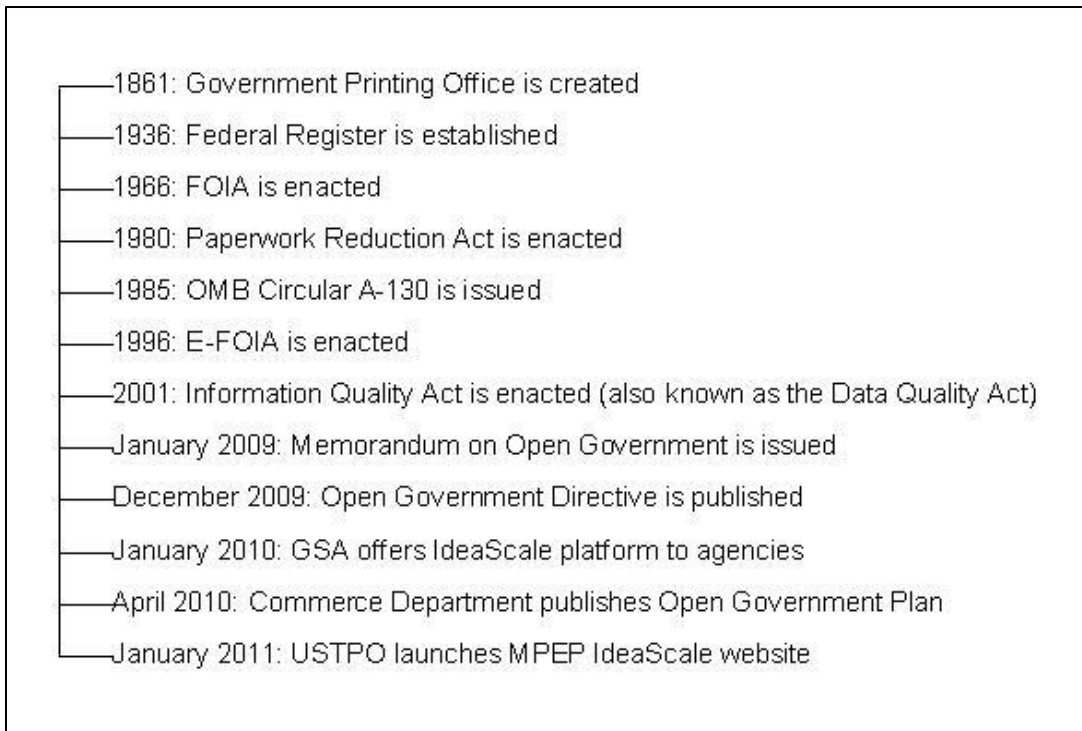 1861: Government Printing Office is created
1936: Federal Register is established
1966: FOIA is enacted
1980: Paperwork Reduction Act is enacted
1985: OMB Circular A-130 is issued
1996: E-FOIA is enacted
2001: Information Quality Act is enacted (also known as the Data Quality Act)
January 2009: Memorandum on Open Government is issued
December 2009: Open Government Directive is published
January 2010: GSA offers IdeaScale platform to agencies
April 2010: Commerce Department publishes Open Government Plan
January 2011: USTPO launches MPEP IdeaScale website